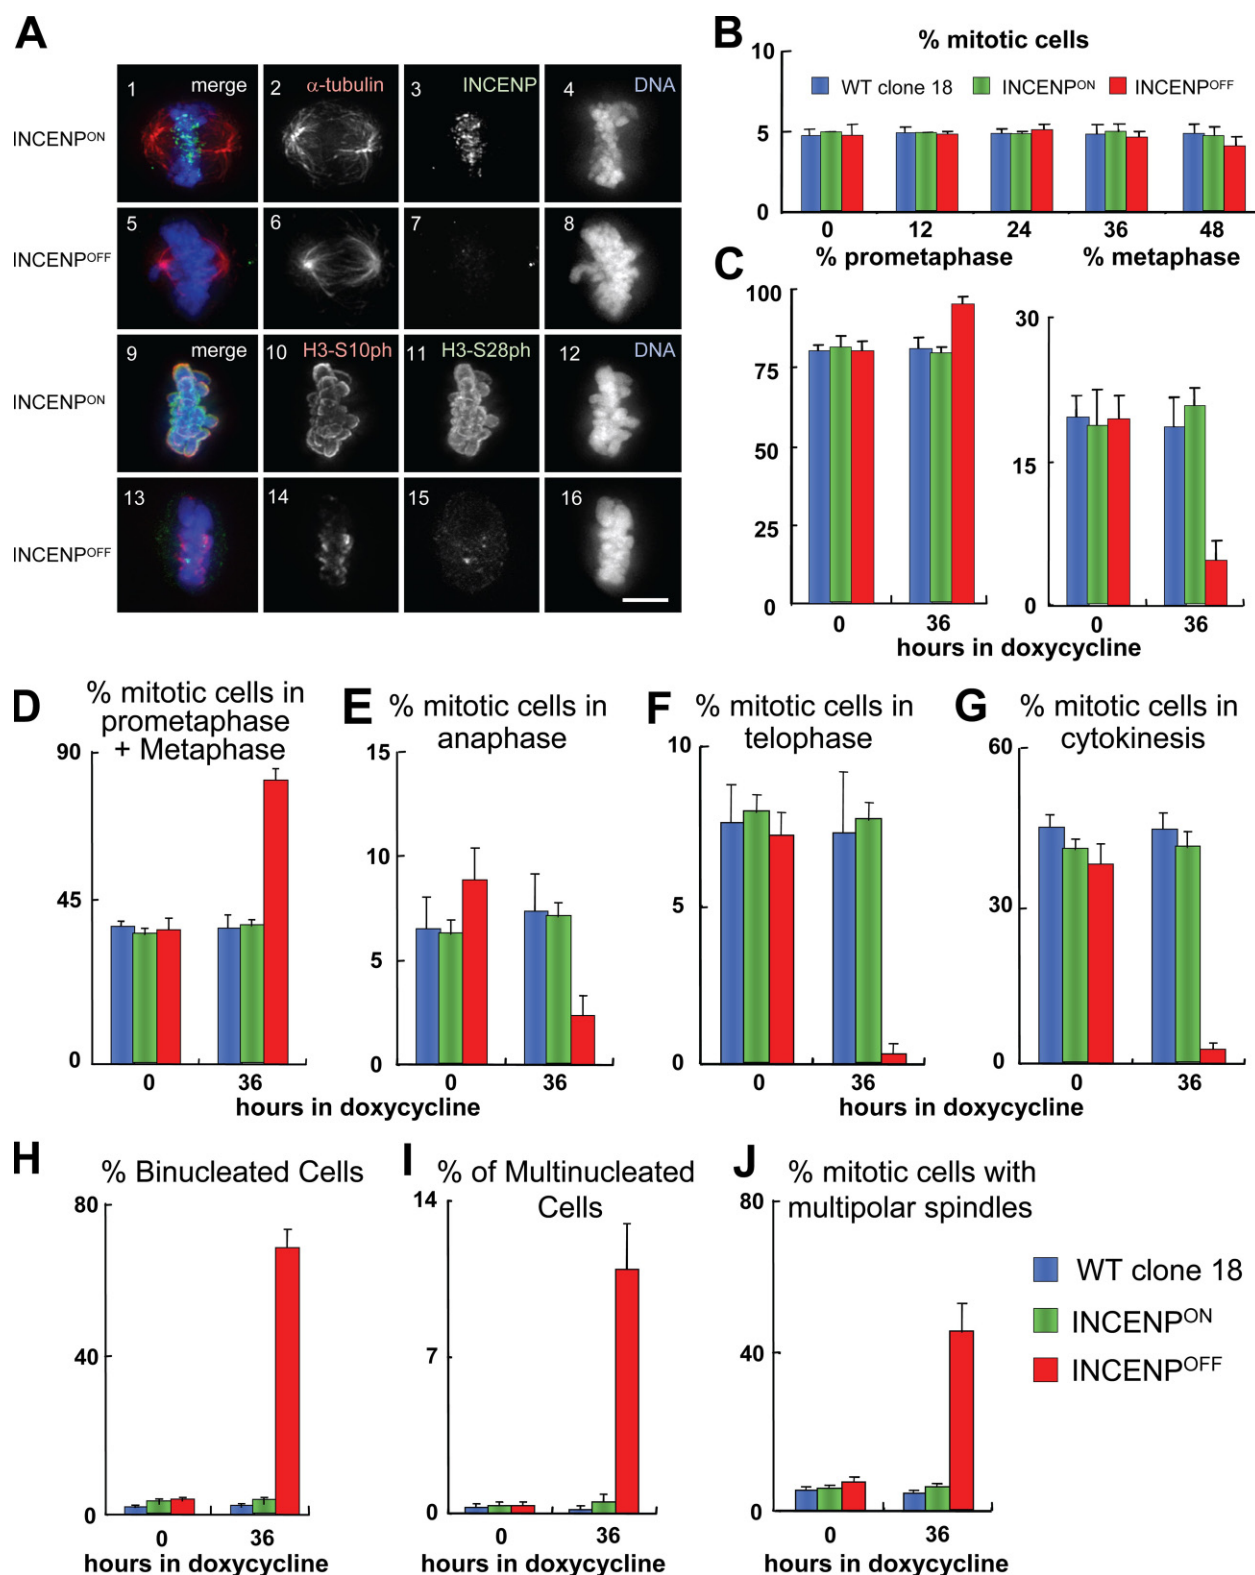 A
1 merge
2 α-tubulin
3 INCENP
4 DNA
INCENPᴼᴺ
5
6
7
8
INCENPᴼᶠᶠ
9 merge
10 H3-S10ph
11 H3-S28ph
12 DNA
INCENPᴼᴺ
13
14
15
16
INCENPᴼᶠᶠ
B
% mitotic cells
10
5
0
WT clone 18
INCENPᴼᴺ
INCENPᴼᶠᶠ
0 12 24 36 48
C
% prometaphase
100
75
50
25
0
0 36
% metaphase
30
15
0
0 36
hours in doxycycline
D
% mitotic cells in
prometaphase
+ Metaphase
90
45
0
0 36
E
% mitotic cells in
anaphase
15
10
5
0
0 36
hours in doxycycline
F
% mitotic cells in
telophase
10
5
0
0 36
G
% mitotic cells in
cytokinesis
60
30
0
0 36
hours in doxycycline
H
% Binucleated Cells
80
40
0
0 36
hours in doxycycline
I
% of Multinucleated
Cells
14
7
0
0 36
hours in doxycycline
J
% mitotic cells with
multipolar spindles
80
40
0
0 36
hours in doxycycline
WT clone 18
INCENPᴼᴺ
INCENPᴼᶠᶠ